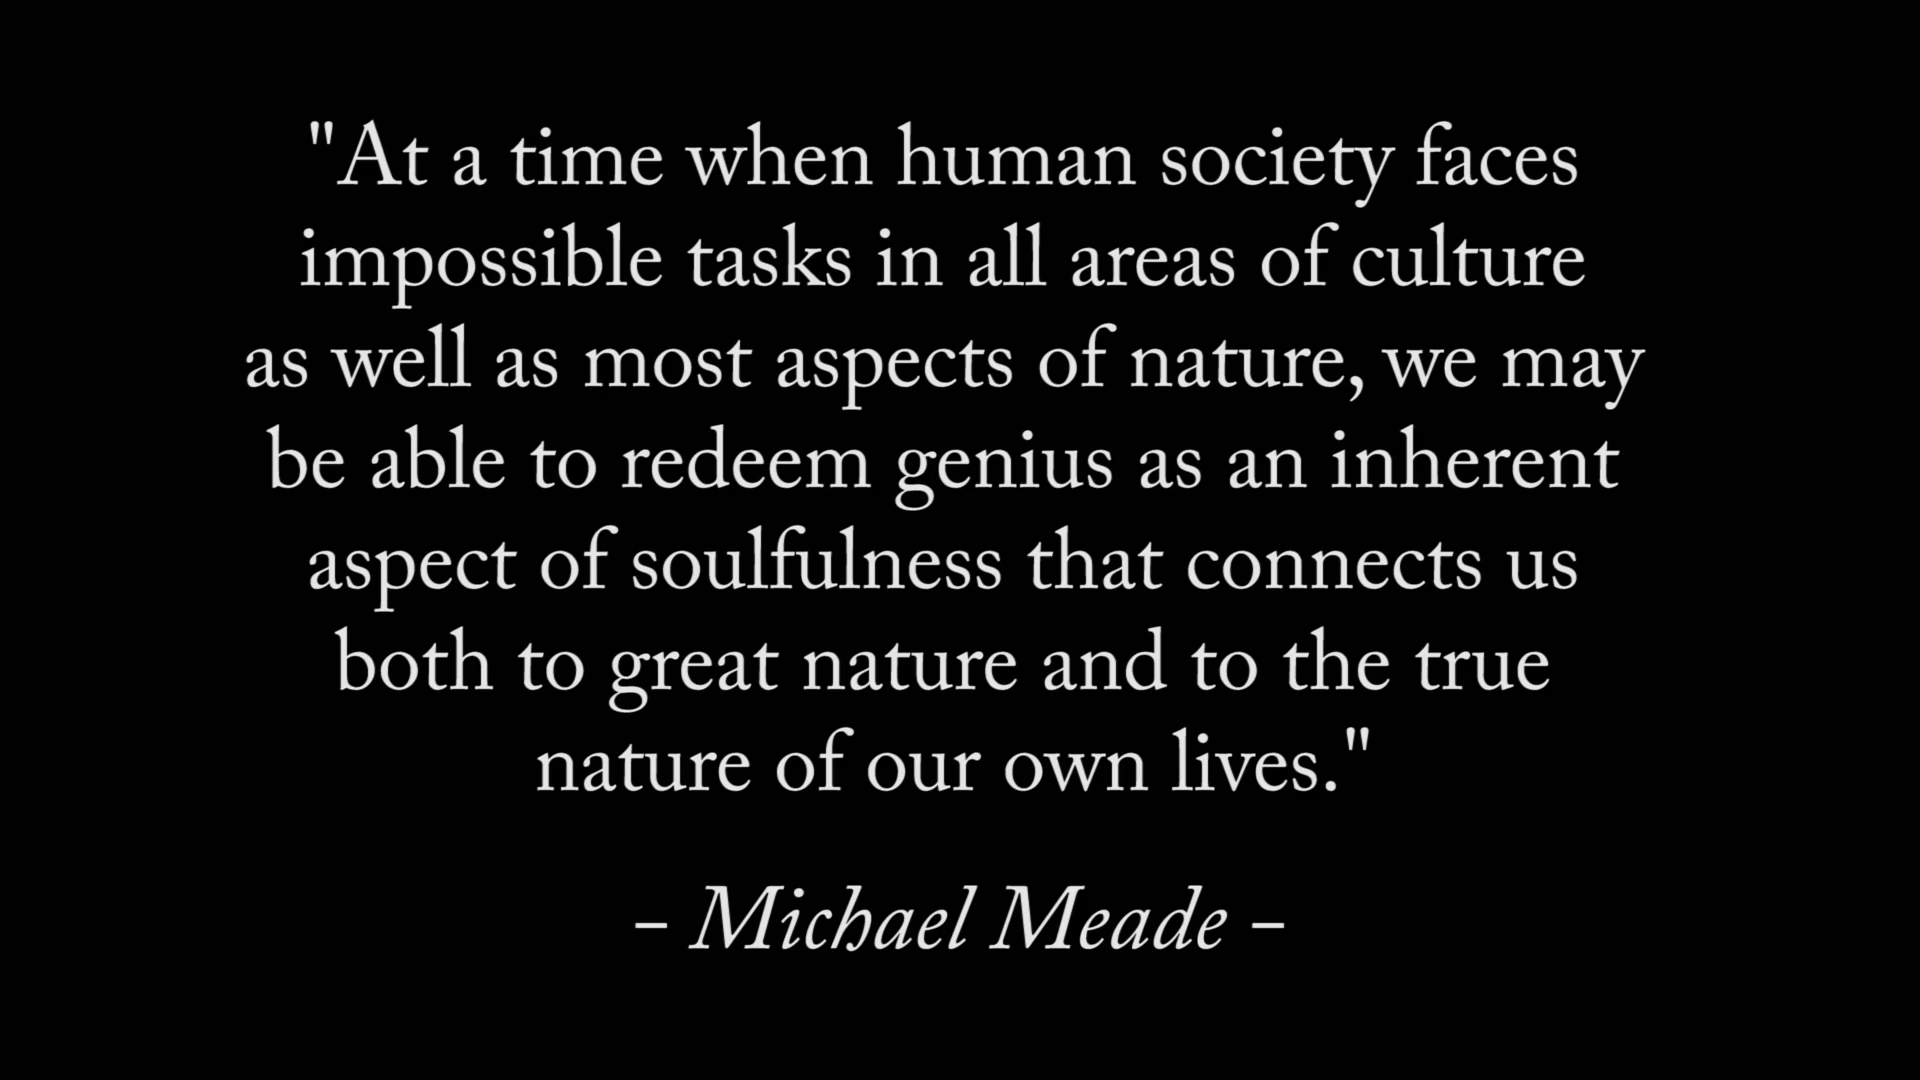 "At a time when human society faces
impossible tasks in all areas of culture
as well as most aspects of nature, we may
be able to redeem genius as an inherent
aspect of soulfulness that connects us
both to great nature and to the true
nature of our own lives."
– Michael Meade –